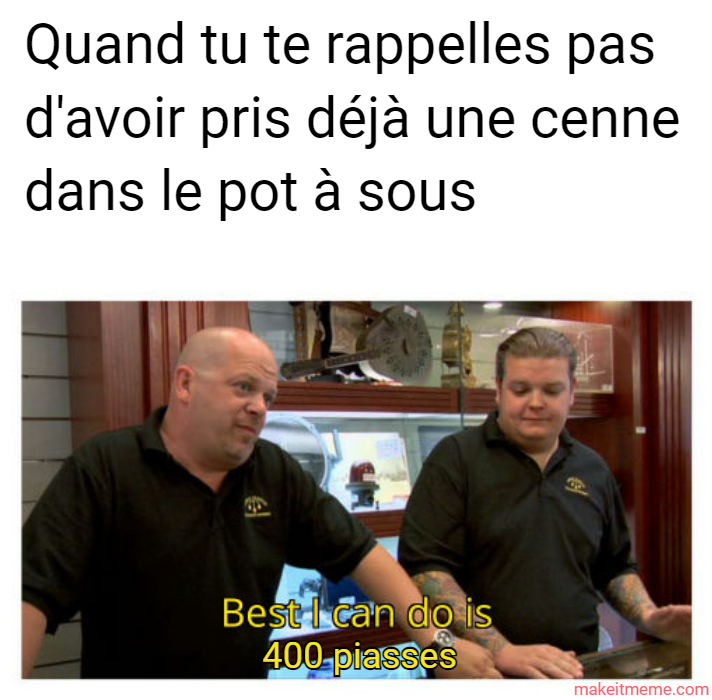 Quand tu te rappelles pas
d'avoir pris déjà une cenne
dans le pot à sous
Best I can do is
400 piasses
makeitmeme.com